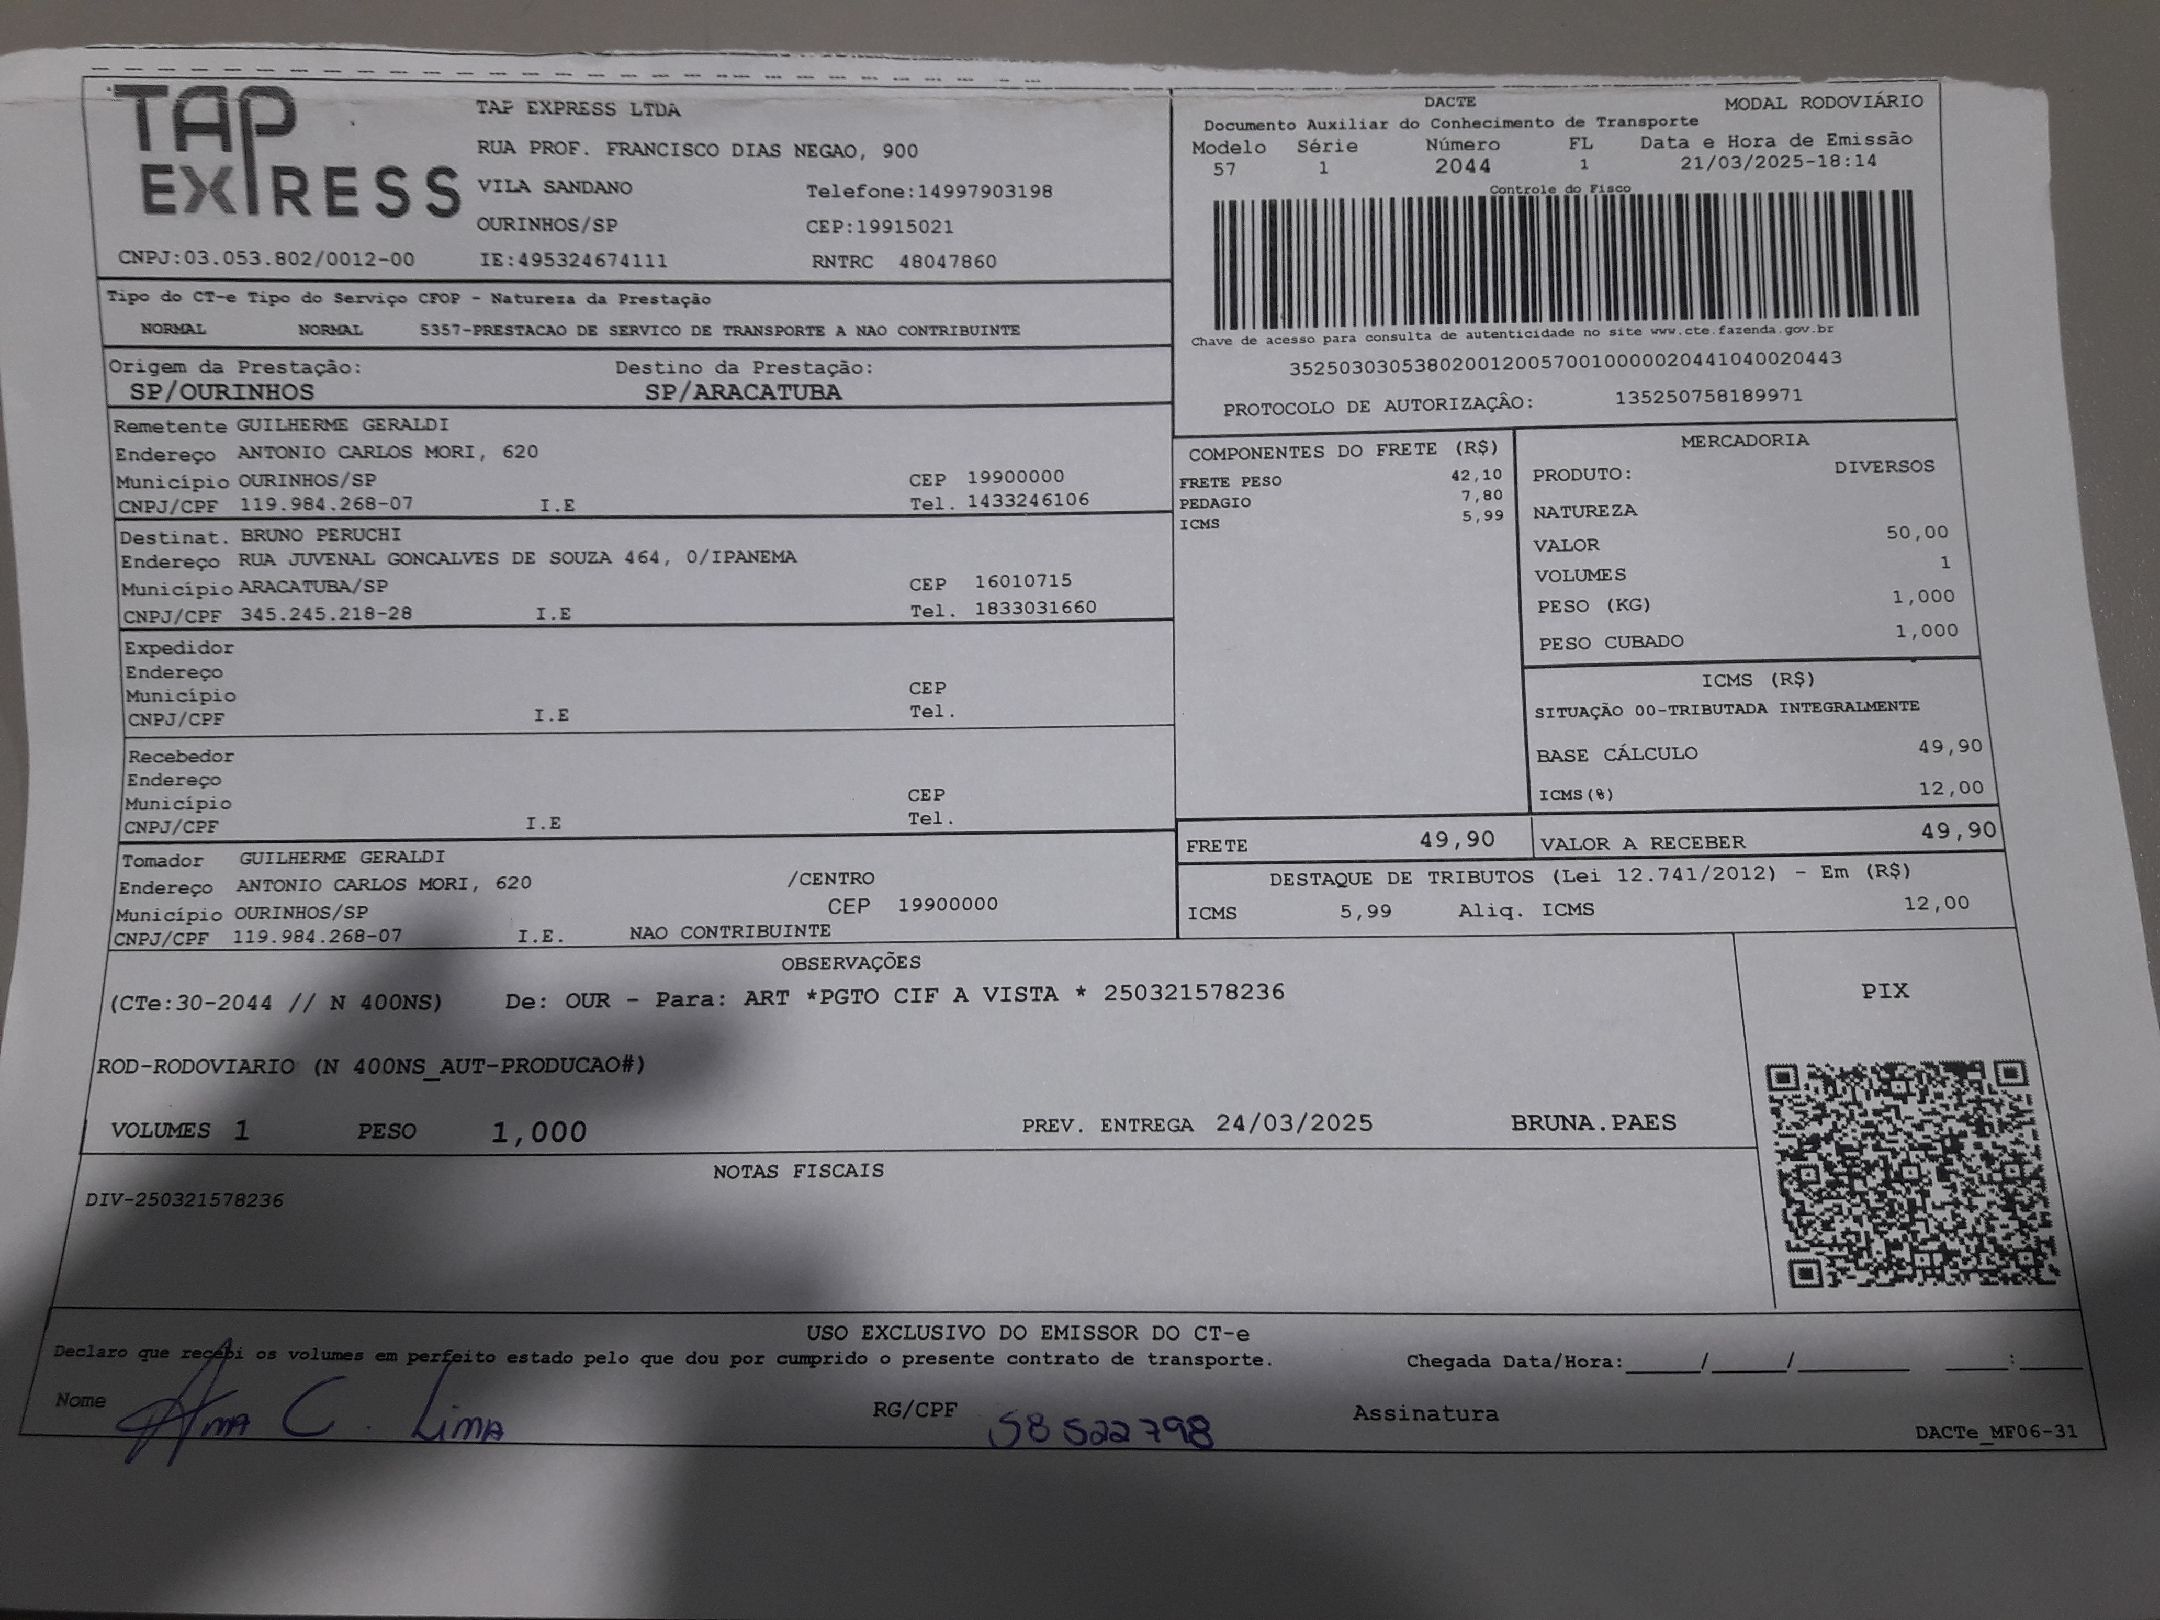 TAP EXPRESS
TAP EXPRESS LTDA
RUA PROF. FRANCISCO DIAS NEGAO, 900
VILA SANDANO Telefone:14997903198
OURINHOS/SP CEP:19915021
CNPJ:03.053.802/0012-00 IE:495324674111 RNTRC 48047860
DACTE MODAL RODOVIÁRIO
Documento Auxiliar do Conhecimento de Transporte
Modelo Série Número FL Data e Hora de Emissão
57 1 2044 1 21/03/2025-18:14
Controle do Fisco
Chave de acesso para consulta de autenticidade no site www.cte.fazenda.gov.br
35250303053802001200570010000020441040020443
PROTOCOLO DE AUTORIZAÇÃO: 135250758189971
Tipo do CT-e Tipo do Serviço CFOP - Natureza da Prestação
NORMAL NORMAL 5357-PRESTACAO DE SERVICO DE TRANSPORTE A NAO CONTRIBUINTE
Origem da Prestação: Destino da Prestação:
SP/OURINHOS SP/ARACATUBA
Remetente GUILHERME GERALDI
Endereço ANTONIO CARLOS MORI, 620
Município OURINHOS/SP CEP 19900000
CNPJ/CPF 119.984.268-07 I.E Tel. 1433246106
Destinat. BRUNO PERUCHI
Endereço RUA JUVENAL GONCALVES DE SOUZA 464, 0/IPANEMA
Município ARACATUBA/SP CEP 16010715
CNPJ/CPF 345.245.218-28 I.E Tel. 1833031660
Expedidor
Endereço
Município CEP
CNPJ/CPF I.E Tel.
Recebedor
Endereço
Município CEP
CNPJ/CPF I.E Tel.
Tomador GUILHERME GERALDI
Endereço ANTONIO CARLOS MORI, 620 /CENTRO
Município OURINHOS/SP CEP 19900000
CNPJ/CPF 119.984.268-07 I.E. NAO CONTRIBUINTE
COMPONENTES DO FRETE (R$)
FRETE PESO 42,10
PEDAGIO 7,80
ICMS 5,99
MERCADORIA
PRODUTO: DIVERSOS
NATUREZA
VALOR 50,00
VOLUMES 1
PESO (KG) 1,000
PESO CUBADO 1,000
ICMS (R$)
SITUAÇÃO 00-TRIBUTADA INTEGRALMENTE
BASE CÁLCULO 49,90
ICMS(%) 12,00
FRETE 49,90 VALOR A RECEBER 49,90
DESTAQUE DE TRIBUTOS (Lei 12.741/2012) - Em (R$)
ICMS 5,99 Aliq. ICMS 12,00
OBSERVAÇÕES
(CTe:30-2044 // N 400NS) De: OUR - Para: ART *PGTO CIF A VISTA * 250321578236
ROD-RODOVIARIO (N 400NS_AUT-PRODUCAO#)
VOLUMES 1 PESO 1,000 PREV. ENTREGA 24/03/2025 BRUNA.PAES
PIX
NOTAS FISCAIS
DIV-250321578236
USO EXCLUSIVO DO EMISSOR DO CT-e
Declaro que recebi os volumes em perfeito estado pelo que dou por cumprido o presente contrato de transporte. Chegada Data/Hora:_____/_____/_______ ____:____
Nome Ana C. Lima RG/CPF 58522798 Assinatura
DACTe_MF06-31